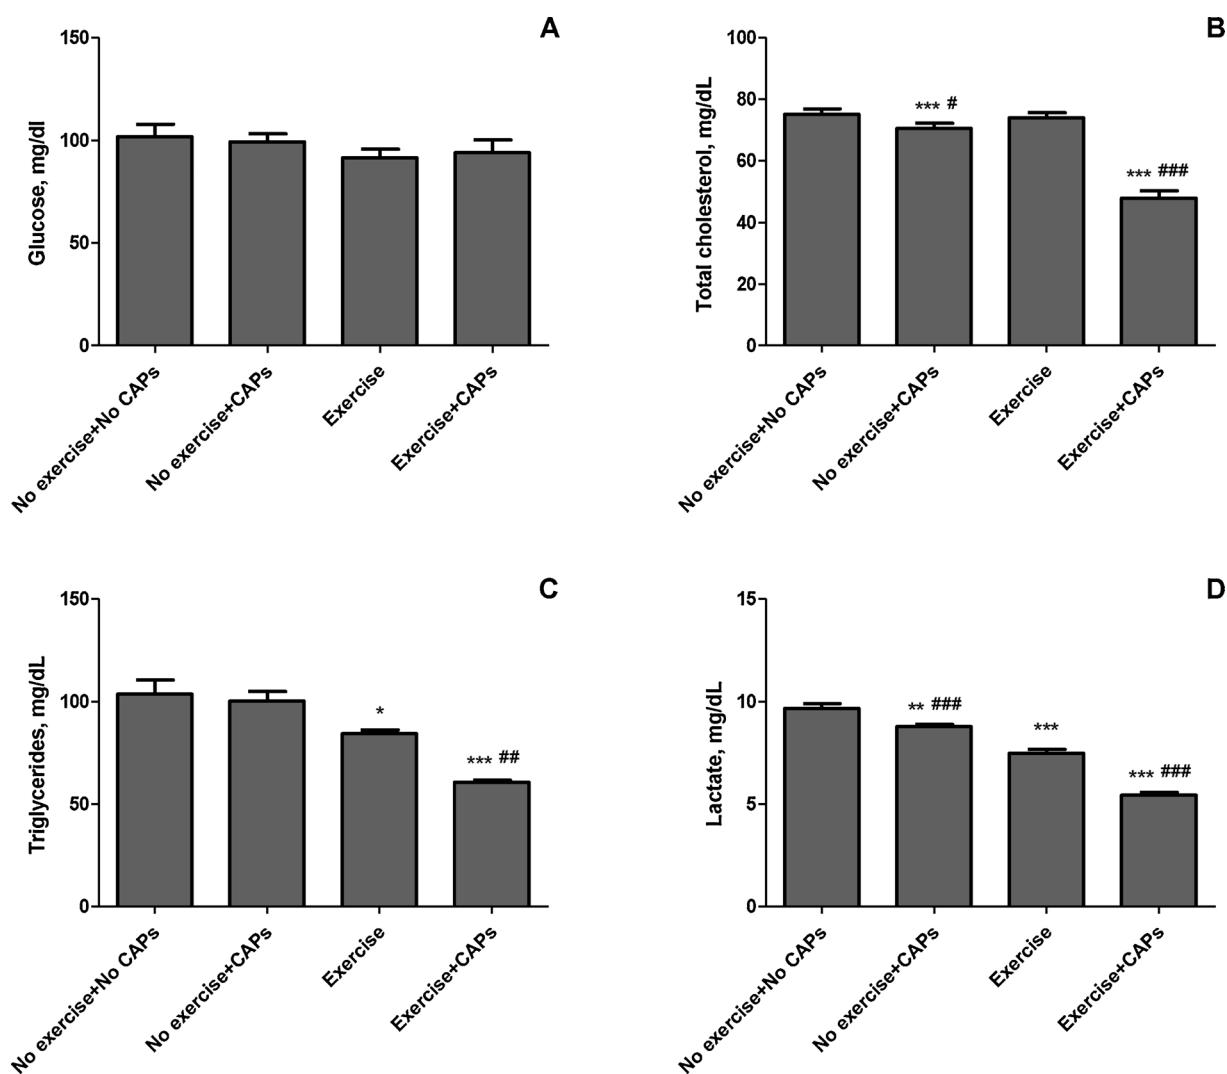 A
Glucose, mg/dl
150
100
50
0
No exercise+No CAPs
No exercise+CAPs
Exercise
Exercise+CAPs
B
Total cholesterol, mg/dL
100
80
60
40
20
0
*** #
*** ###
No exercise+No CAPs
No exercise+CAPs
Exercise
Exercise+CAPs
C
Triglycerides, mg/dL
150
100
50
0
*
*** ##
No exercise+No CAPs
No exercise+CAPs
Exercise
Exercise+CAPs
D
Lactate, mg/dL
15
10
5
0
** ###
***
*** ###
No exercise+No CAPs
No exercise+CAPs
Exercise
Exercise+CAPs